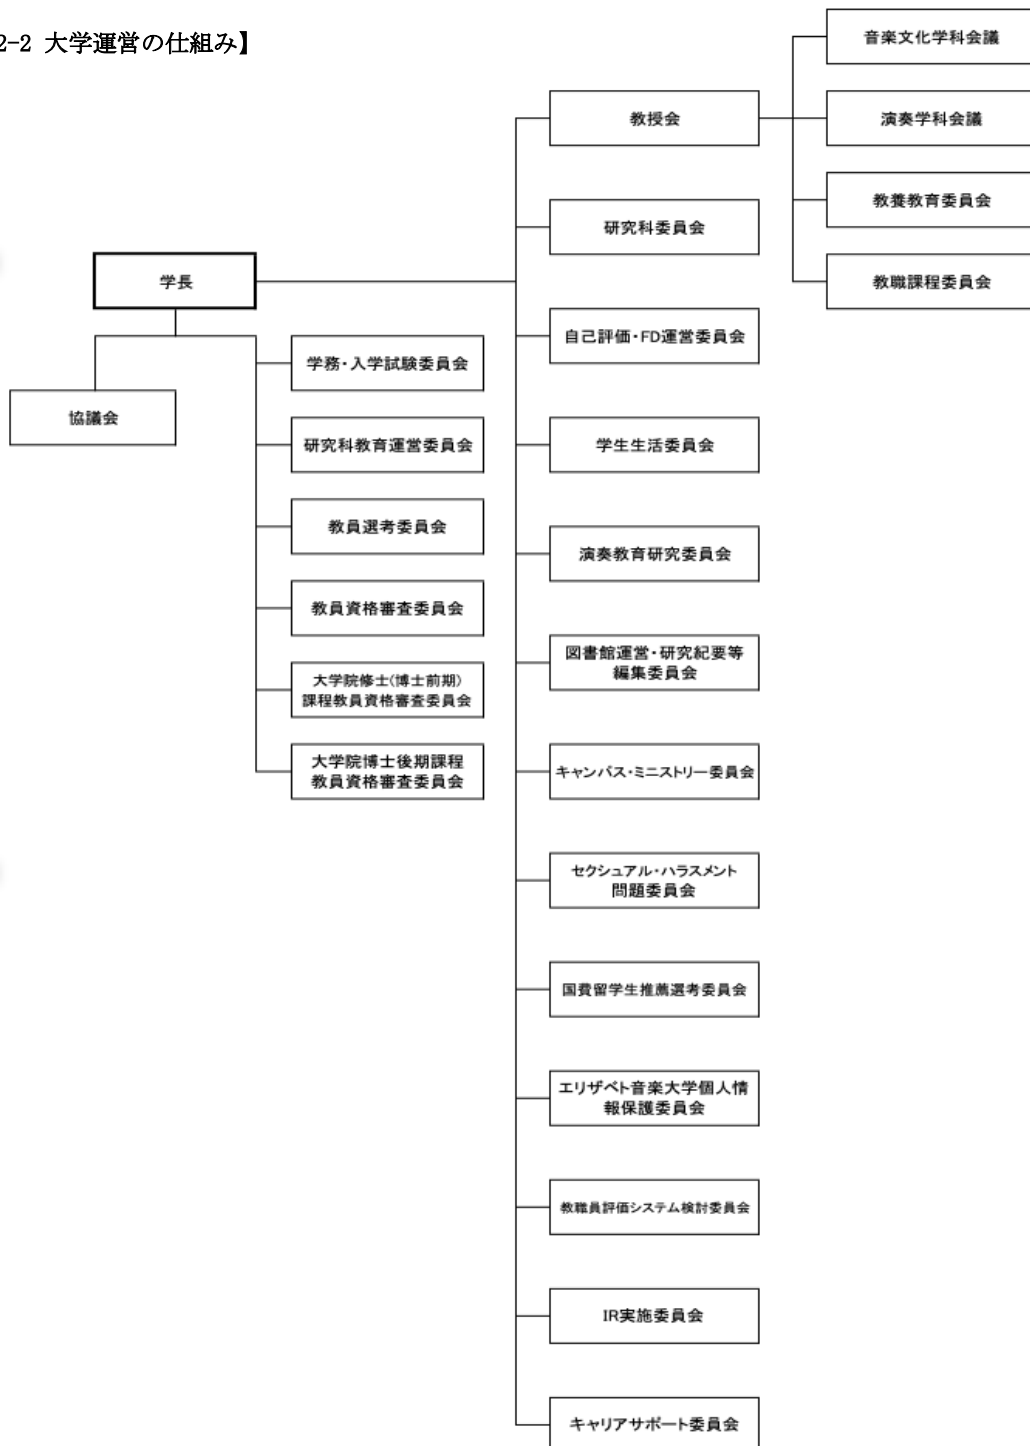 2-2 大学運営の仕組み】
音楽文化学科会議
教授会
演奏学科会議
教養教育委員会
研究科委員会
学長
教職課程委員会
自己評価・FD運営委員会
学務・入学試験委員会
協議会
研究科教育運営委員会
学生生活委員会
教員選考委員会
演奏教育研究委員会
教員資格審査委員会
図書館運営・研究紀要等
編集委員会
大学院修士(博士前期)
課程教員資格審査委員会
大学院博士後期課程
教員資格審査委員会
キャンパス・ミニストリー委員会
セクシュアル・ハラスメント
問題委員会
国費留学生推薦選考委員会
エリザベト音楽大学個人情
報保護委員会
教職員評価システム検討委員会
IR実施委員会
キャリアサポート委員会